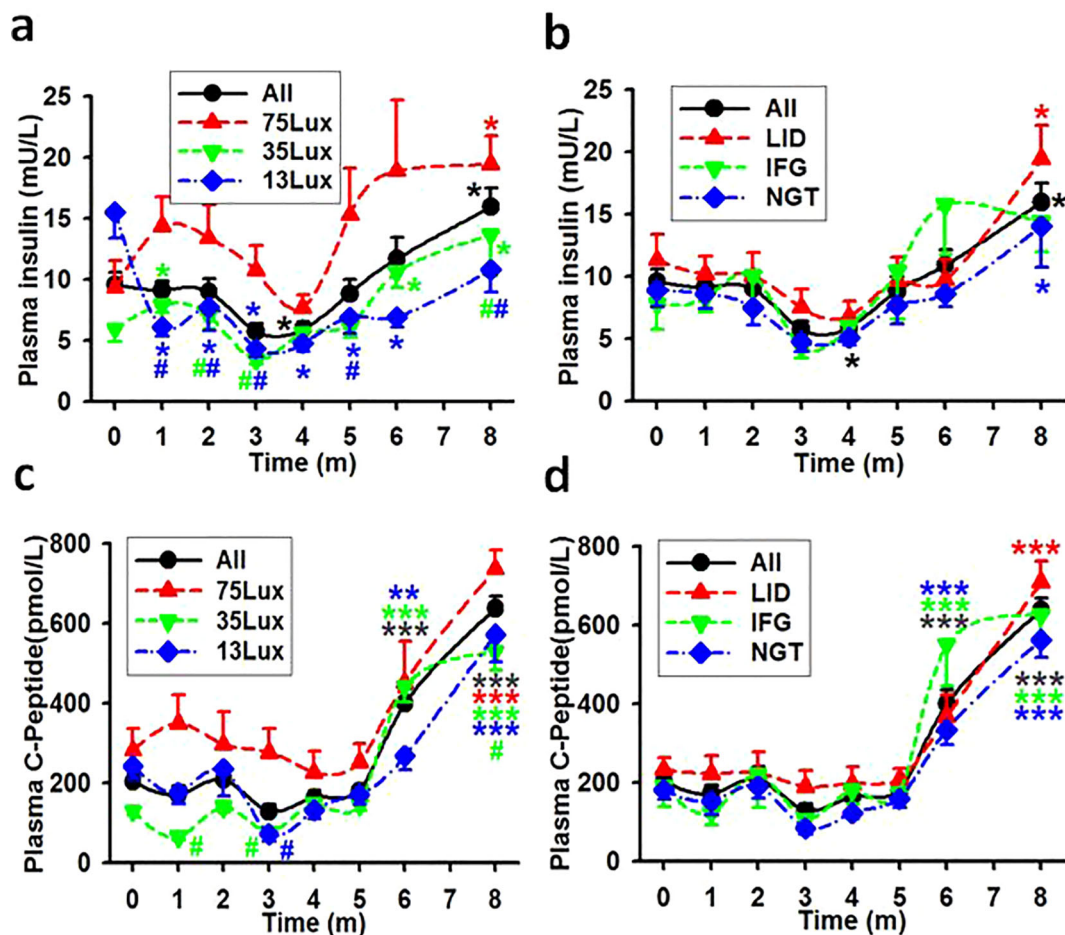 a
Plasma insulin (mU/L)
25
20
15
10
5
0
All
75Lux
35Lux
13Lux
*
*
*
*
*
*
*
*
*
*
*
*
#
##
##
#
##
0 1 2 3 4 5 6 7 8
Time (m)
b
Plasma insulin (mU/L)
25
20
15
10
5
0
All
LID
IFG
NGT
*
*
*
*
0 1 2 3 4 5 6 7 8
Time (m)
c
Plasma C-Peptide(pmol/L)
800
600
400
200
0
All
75Lux
35Lux
13Lux
**
***
***
***
***
***
***
#
#
#
#
0 1 2 3 4 5 6 7 8
Time (m)
d
Plasma C-Peptide(pmol/L)
800
600
400
200
0
All
LID
IFG
NGT
***
***
***
***
***
***
***
0 1 2 3 4 5 6 7 8
Time (m)